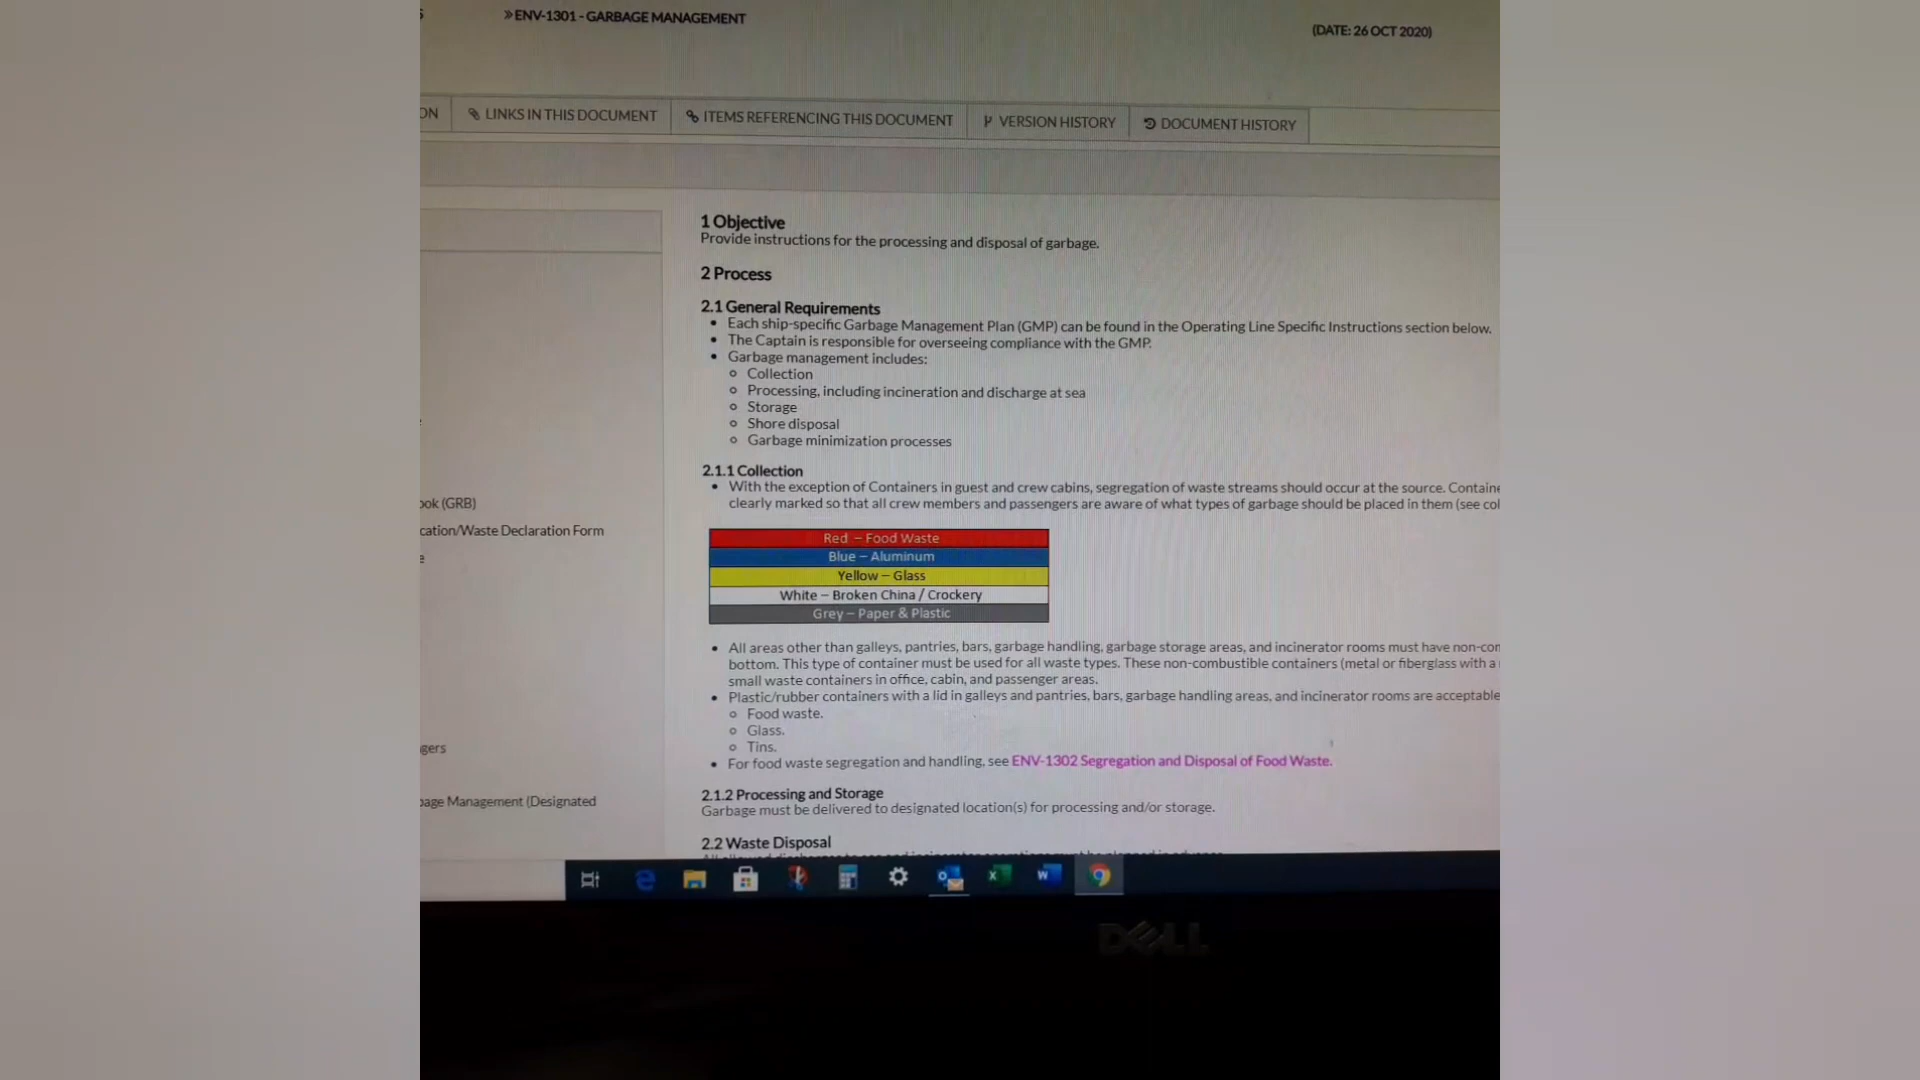 »ENV-1301 - GARBAGE MANAGEMENT
(DATE: 26 OCT 2020)
LINKS IN THIS DOCUMENT
ITEMS REFERENCING THIS DOCUMENT
VERSION HISTORY
DOCUMENT HISTORY
1 Objective
Provide instructions for the processing and disposal of garbage.
2 Process
2.1 General Requirements
• Each ship-specific Garbage Management Plan (GMP) can be found in the Operating Line Specific Instructions section below.
• The Captain is responsible for overseeing compliance with the GMP.
• Garbage management includes:
o Collection
o Processing, including incineration and discharge at sea
o Storage
o Shore disposal
o Garbage minimization processes
2.1.1 Collection
• With the exception of Containers in guest and crew cabins, segregation of waste streams should occur at the source. Containe
clearly marked so that all crew members and passengers are aware of what types of garbage should be placed in them (see col
ook (GRB)
cation/Waste Declaration Form
Red – Food Waste
Blue – Aluminum
Yellow – Glass
White – Broken China / Crockery
Grey – Paper & Plastic
• All areas other than galleys, pantries, bars, garbage handling, garbage storage areas, and incinerator rooms must have non-con
bottom. This type of container must be used for all waste types. These non-combustible containers (metal or fiberglass with a
small waste containers in office, cabin, and passenger areas.
• Plastic/rubber containers with a lid in galleys and pantries, bars, garbage handling areas, and incinerator rooms are acceptable
o Food waste.
o Glass.
o Tins.
gers
• For food waste segregation and handling, see ENV-1302 Segregation and Disposal of Food Waste.
2.1.2 Processing and Storage
bage Management (Designated
Garbage must be delivered to designated location(s) for processing and/or storage.
2.2 Waste Disposal
DELL